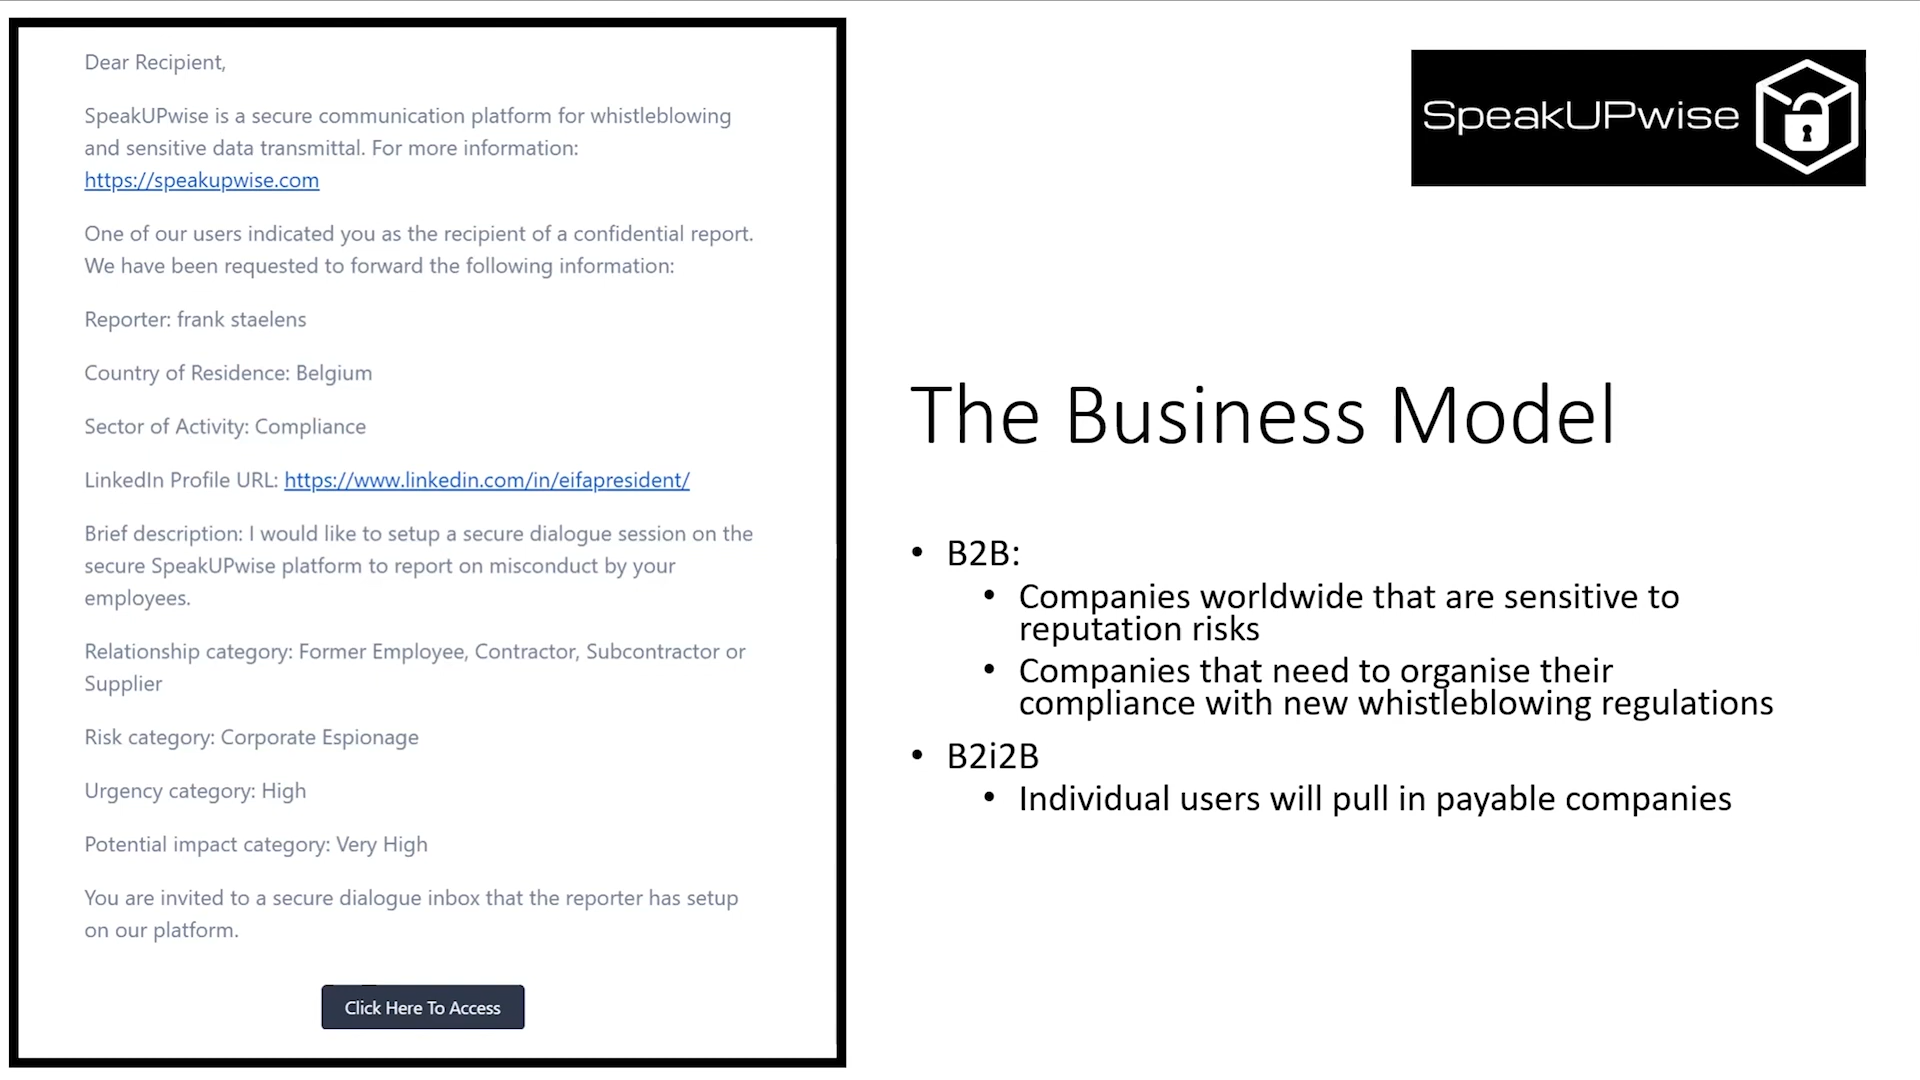 Dear Recipient,
SpeakUPwise is a secure communication platform for whistleblowing
and sensitive data transmittal. For more information:
https://speakupwise.com
One of our users indicated you as the recipient of a confidential report.
We have been requested to forward the following information:
Reporter: frank staelens
Country of Residence: Belgium
Sector of Activity: Compliance
LinkedIn Profile URL: https://www.linkedin.com/in/eifapresident/
Brief description: I would like to setup a secure dialogue session on the
secure SpeakUPwise platform to report on misconduct by your
employees.
Relationship category: Former Employee, Contractor, Subcontractor or
Supplier
Risk category: Corporate Espionage
Urgency category: High
Potential impact category: Very High
You are invited to a secure dialogue inbox that the reporter has setup
on our platform.
Click Here To Access
SpeakUPwise
The Business Model
• B2B:
• Companies worldwide that are sensitive to
reputation risks
• Companies that need to organise their
compliance with new whistleblowing regulations
• B2i2B
• Individual users will pull in payable companies